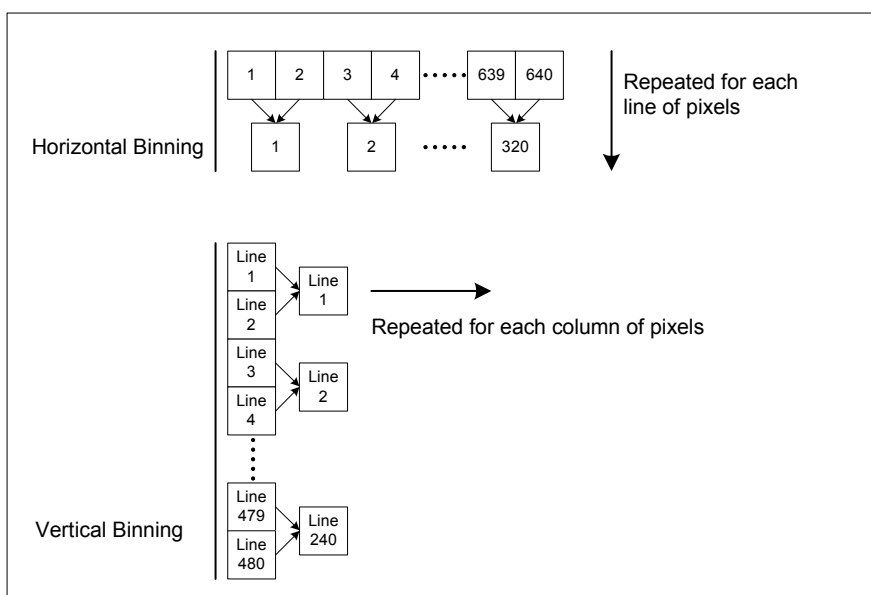 1 2 3 4 639 640
Repeated for each
line of pixels
Horizontal Binning
1 2 320
Line
1
Line
1
Line
2
Repeated for each column of pixels
Line
3
Line
2
Line
4
Line
479
Line
240
Vertical Binning
Line
480